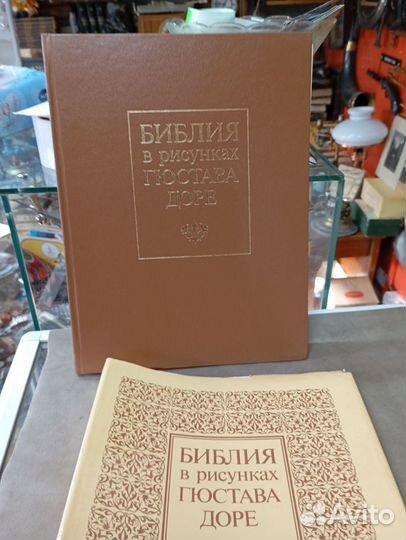 БИБЛИЯ
в рисунках
ГЮСТАВА
ДОРЕ
БИБЛИЯ
в рисунках
ГЮСТАВА
ДОРЕ
Avito